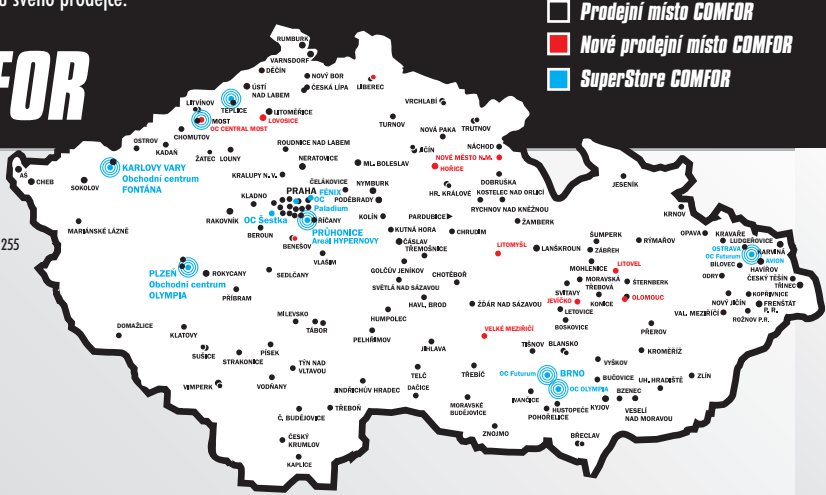 u svého prodejce.
FOR
Prodejní místo COMFOR
Nové prodejní místo COMFOR
SuperStore COMFOR
255
RUMBURK
VARNSDORF
DĚČÍN
NOVÝ BOR
ČESKÁ LÍPA
LIBEREC
ÚSTÍ
NAD LABEM
TEPLICE
LITVÍNOV
MOST
OC CENTRAL MOST
LITOMĚŘICE
LOVOSICE
CHOMUTOV
OSTROV
KADAŇ
ŽATEC
LOUNY
ROUDNICE NAD LABEM
NERATOVICE
KRALUPY N. V.
VRCHLABÍ
TURNOV
NOVÁ PAKA
TRUTNOV
JIČÍN
ML. BOLESLAV
NÁCHOD
NOVÉ MĚSTO N.M.
HOŘICE
DOBRUŠKA
KOSTELEC NAD ORLICÍ
RYCHNOV NAD KNĚŽNOU
HR. KRÁLOVÉ
ŽAMBERK
AŠ
CHEB
SOKOLOV
KARLOVY VARY
Obchodní centrum
FONTÁNA
MARIÁNSKÉ LÁZNĚ
KLADNO
RAKOVNÍK
BEROUN
PRAHA
ČELÁKOVICE
FÉNIX
OC
Paladium
OC Šestka
ŘÍČANY
PRŮHONICE
Areál HYPERNOVY
NYMBURK
PODĚBRADY
KOLÍN
PARDUBICE
CHRUDIM
KUTNÁ HORA
ČÁSLAV
TŘEMOŠNICE
BENEŠOV
VLAŠIM
SEDLČANY
GOLČŮV JENÍKOV
SVĚTLÁ NAD SÁZAVOU
CHOTĚBOŘ
HAVL. BROD
HUMPOLEC
PELHŘIMOV
PLZEŇ
Obchodní centrum
OLYMPIA
ROKYCANY
PŘÍBRAM
DOMAŽLICE
KLATOVY
SUŠICE
STRAKONICE
VIMPERK
VODŇANY
PÍSEK
MILEVSKO
TÁBOR
TÝN NAD
VLTAVOU
JINDŘICHŮV HRADEC
TŘEBOŇ
Č. BUDĚJOVICE
ČESKÝ
KRUMLOV
KAPLICE
JIHLAVA
TELČ
DAČICE
TŘEBÍČ
MORAVSKÉ
BUDĚJOVICE
ZNOJMO
ŽĎÁR NAD SÁZAVOU
VELKÉ MEZIŘÍČÍ
LITOMYŠL
LANŠKROUN
SVITAVY
JEVÍČKO
LETOVICE
BOSKOVICE
MORAVSKÁ
TŘEBOVÁ
MOHLENICE
KONICE
ŠUMPERK
ZÁBŘEH
RÝMAŘOV
JESENÍK
LITOVEL
ŠTERNBERK
OLOMOUC
PŘEROV
KROMĚŘÍŽ
ZLÍN
UH. HRADIŠTĚ
TIŠNOV
BLANSKO
OC Futurum
BRNO
OC OLYMPIA
VYŠKOV
BUČOVICE
BZENEC
KYJOV
VESELÍ
NAD MORAVOU
IVANČICE
HUSTOPEČE
POHOŘELICE
BŘECLAV
KRNOV
OPAVA
KRAVAŘE
LUDGEŘOVICE
OSTRAVA
OC Futurum
KARVINÁ
AVION
BÍLOVEC
HAVÍŘOV
ČESKÝ TĚŠÍN
TŘINEC
ODRY
NOVÝ JIČÍN
KOPŘIVNICE
FRENŠTÁT
P. R.
VAL. MEZIŘÍČÍ
ROŽNOV P.R.